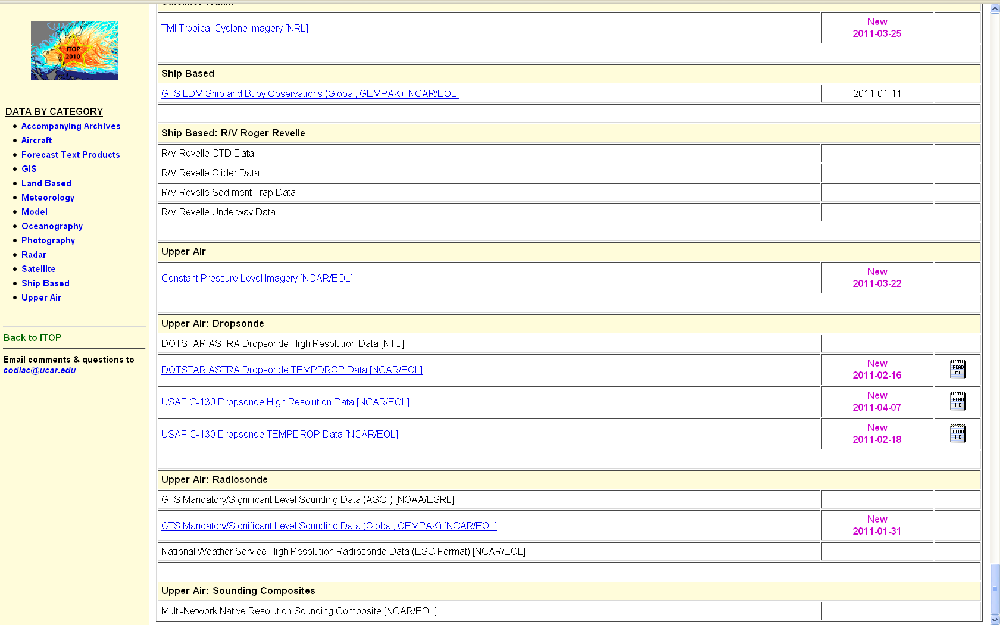 ITOP
2010
DATA BY CATEGORY
Accompanying Archives
Aircraft
Forecast Text Products
GIS
Land Based
Meteorology
Model
Oceanography
Photography
Radar
Satellite
Ship Based
Upper Air
Back to ITOP
Email comments & questions to
codiac@ucar.edu
TMI Tropical Cyclone Imagery [NRL]
New
2011-03-25
Ship Based
GTS LDM Ship and Buoy Observations (Global, GEMPAK) [NCAR/EOL]
2011-01-11
Ship Based: R/V Roger Revelle
R/V Revelle CTD Data
R/V Revelle Glider Data
R/V Revelle Sediment Trap Data
R/V Revelle Underway Data
Upper Air
Constant Pressure Level Imagery [NCAR/EOL]
New
2011-03-22
Upper Air: Dropsonde
DOTSTAR ASTRA Dropsonde High Resolution Data [NTU]
DOTSTAR ASTRA Dropsonde TEMPDROP Data [NCAR/EOL]
New
2011-02-16
READ
ME
USAF C-130 Dropsonde High Resolution Data [NCAR/EOL]
New
2011-04-07
READ
ME
USAF C-130 Dropsonde TEMPDROP Data [NCAR/EOL]
New
2011-02-18
READ
ME
Upper Air: Radiosonde
GTS Mandatory/Significant Level Sounding Data (ASCII) [NOAA/ESRL]
GTS Mandatory/Significant Level Sounding Data (Global, GEMPAK) [NCAR/EOL]
New
2011-01-31
National Weather Service High Resolution Radiosonde Data (ESC Format) [NCAR/EOL]
Upper Air: Sounding Composites
Multi-Network Native Resolution Sounding Composite [NCAR/EOL]